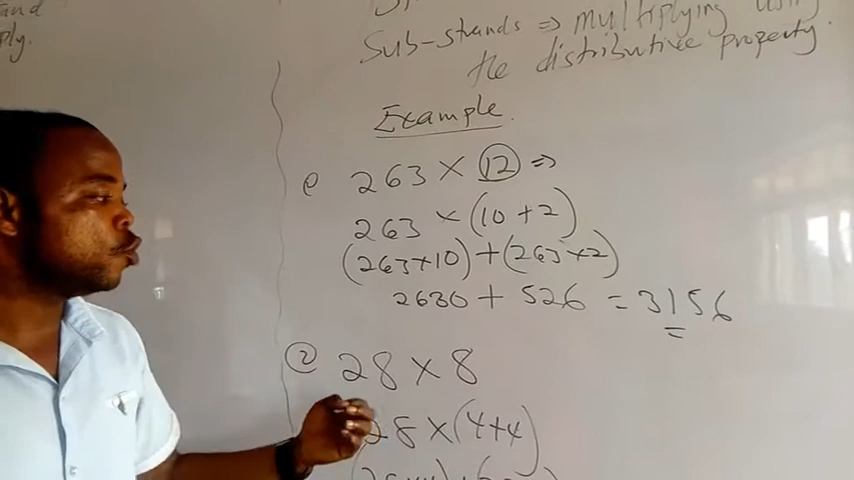 and
ply.
Sub-strands ⇒ multiplying using
the distributive property.
Example.
263 × 12 ⇒
263 × (10 + 2)
(263×10) + (263×2)
2630 + 526 = 3156
② 28 × 8
28 × (4+4)